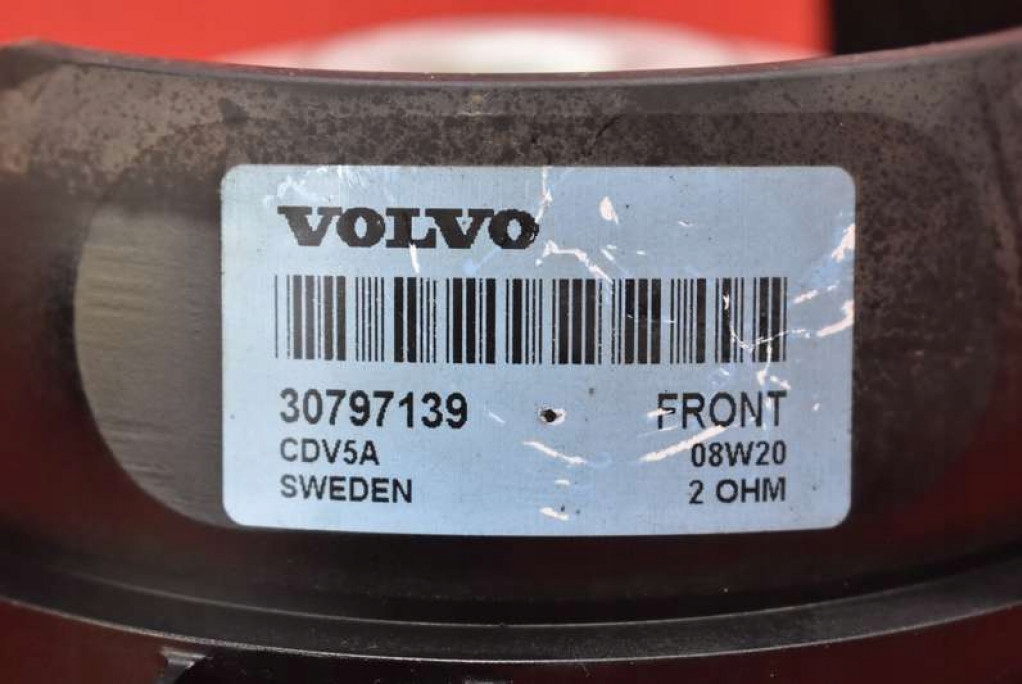 VOLVO
30797139 FRONT
CDV5A 08W20
SWEDEN 2 OHM